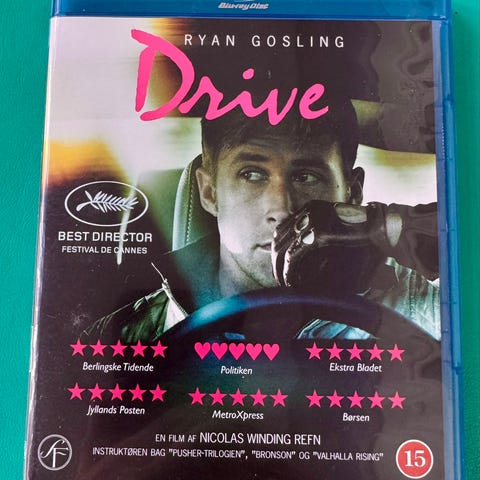 Blu-ray Disc
RYAN GOSLING
Drive
BEST DIRECTOR
FESTIVAL DE CANNES
Berlingske Tidende
Politiken
Ekstra Bladet
Jyllands Posten
MetroXpress
Børsen
EN FILM AF NICOLAS WINDING REFN
INSTRUKTØREN BAG "PUSHER-TRILOGIEN", "BRONSON" OG "VALHALLA RISING"
SF
15